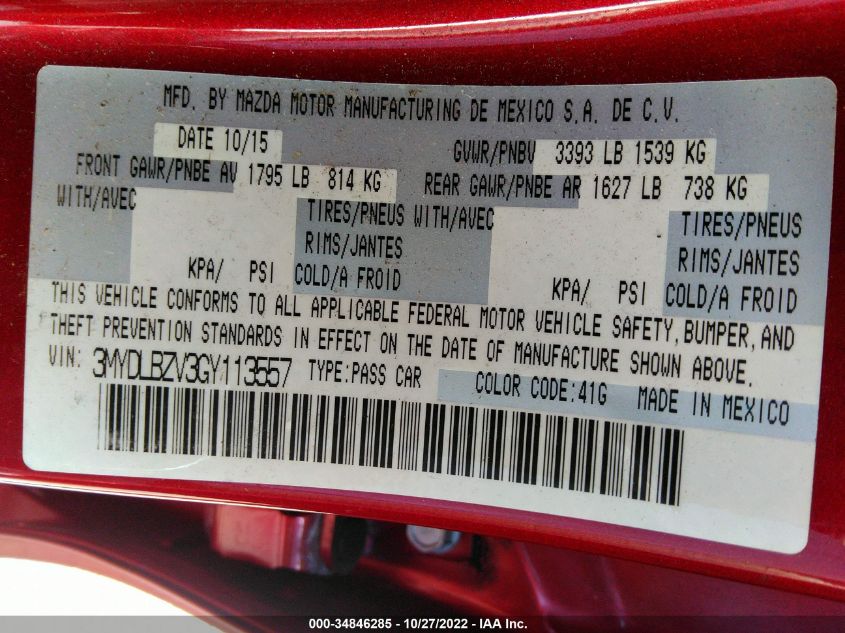 MFD. BY MAZDA MOTOR MANUFACTURING DE MEXICO S.A. DE C.V.
DATE 10/15 GVWR/PNBV 3393 LB 1539 KG
FRONT GAWR/PNBE AV 1795 LB 814 KG REAR GAWR/PNBE AR 1627 LB 738 KG
WITH/AVEC TIRES/PNEUS WITH/AVEC TIRES/PNEUS
RIMS/JANTES RIMS/JANTES
KPA/ PSI COLD/A FROID KPA/ PSI COLD/A FROID
THIS VEHICLE CONFORMS TO ALL APPLICABLE FEDERAL MOTOR VEHICLE SAFETY, BUMPER, AND
THEFT PREVENTION STANDARDS IN EFFECT ON THE DATE OF MANUFACTURE SHOWN ABOVE.
VIN: 3MYDLBZV3GY113557 TYPE:PASS CAR COLOR CODE:41G MADE IN MEXICO
000-34846285 - 10/27/2022 - IAA Inc.